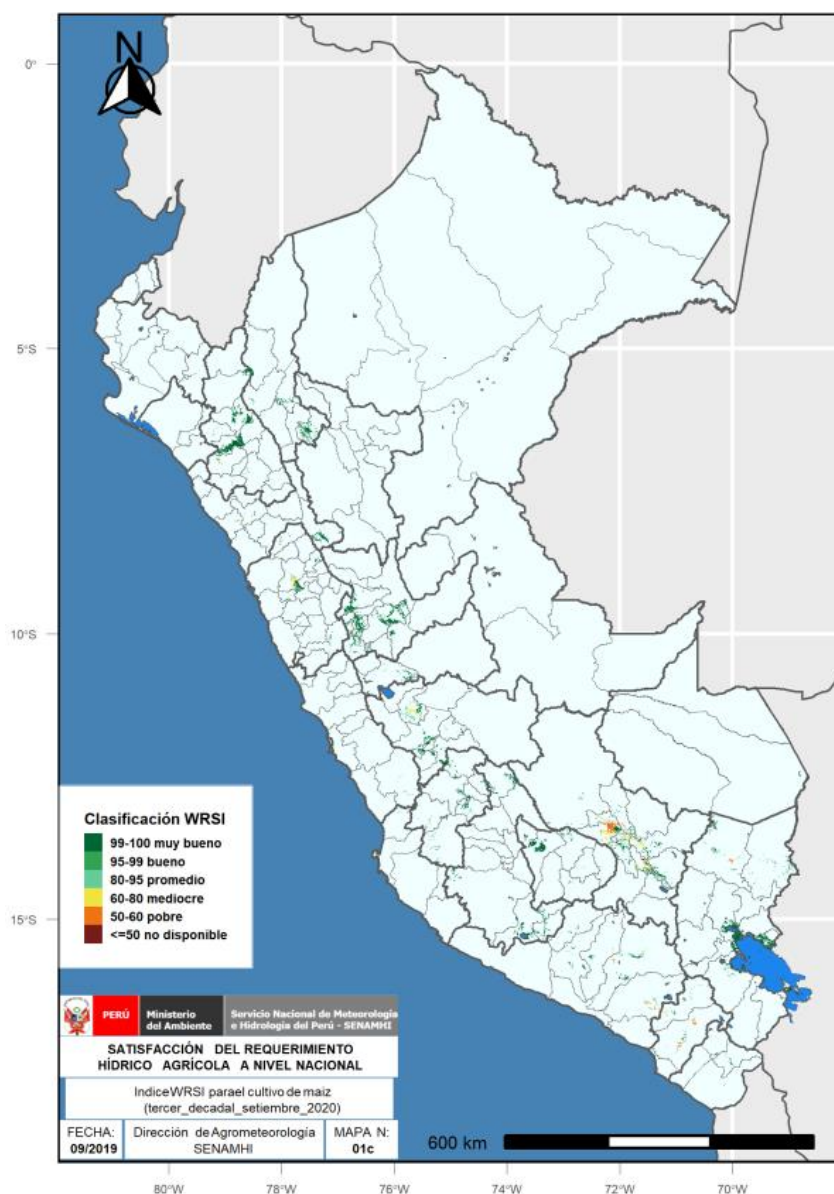 N
0°
5°S
10°S
15°S
Clasificación WRSI
99-100 muy bueno
95-99 bueno
80-95 promedio
60-80 mediocre
50-60 pobre
<=50 no disponible
PERÚ
Ministerio
del Ambiente
Servicio Nacional de Meteorología
e Hidrología del Perú - SENAMHI
SATISFACCIÓN DEL REQUERIMIENTO
HÍDRICO AGRÍCOLA A NIVEL NACIONAL
IndiceWRSI parael cultivo de maiz
(tercer_decadal_setiembre_2020)
FECHA:
09/2019
Dirección de Agrometeorología
SENAMHI
MAPA N:
01c
600 km
80°W
78°W
76°W
74°W
72°W
70°W